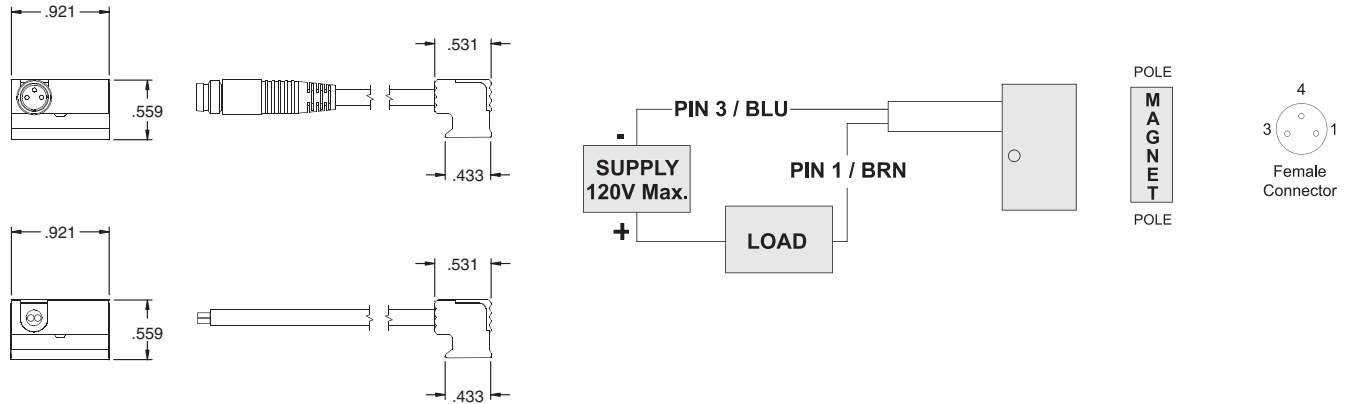 .921
.559
.531
.433
.921
.559
.531
.433
PIN 3 / BLU
-
SUPPLY
120V Max.
+
PIN 1 / BRN
LOAD
POLE
MAGNET
POLE
4
3
1
Female
Connector